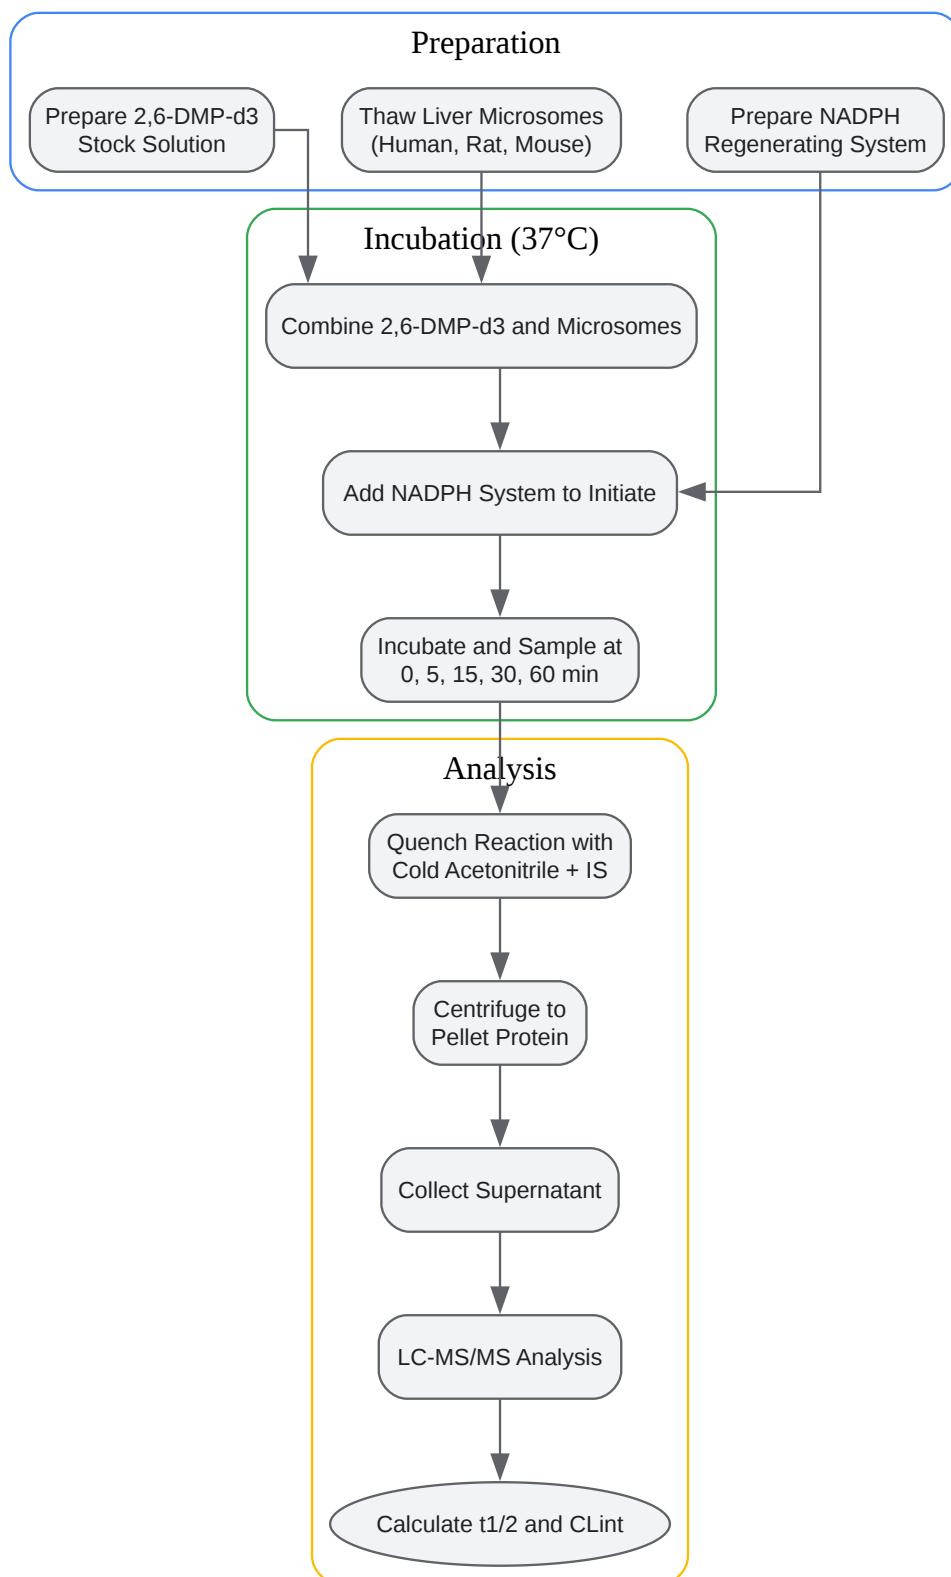 Preparation
Prepare 2,6-DMP-d3
Stock Solution
Thaw Liver Microsomes
(Human, Rat, Mouse)
Prepare NADPH
Regenerating System
Incubation (37°C)
Combine 2,6-DMP-d3 and Microsomes
Add NADPH System to Initiate
Incubate and Sample at
0, 5, 15, 30, 60 min
Analysis
Quench Reaction with
Cold Acetonitrile + IS
Centrifuge to
Pellet Protein
Collect Supernatant
LC-MS/MS Analysis
Calculate t1/2 and CLint